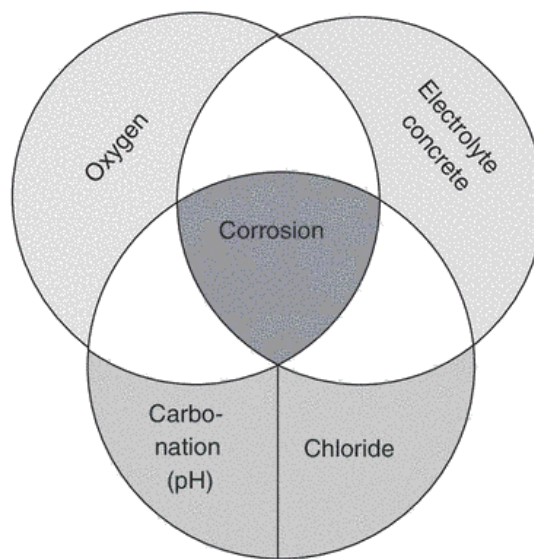 Oxygen
Electrolyte
concrete
Corrosion
Carbo-
nation
(pH)
Chloride